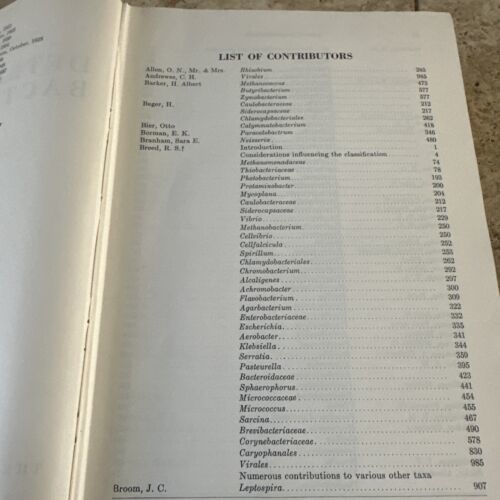 October, 1925
LIST OF CONTRIBUTORS
Allen, O. N., Mr. & Mrs. Rhizobium 285
Andrewes, C. H. Virales 985
Barker, H. Albert Methanococcus 473
Butyribacterium 577
Zymobacterium 577
Beger, H. Caulobacteraceae 212
Siderocapsaceae 217
Chlamydobacteriales 262
Bier, Otto Calymmatobacterium 418
Borman, E. K. Paracolobactrum 346
Branham, Sara E. Neisseria 480
Breed, R. S.† Introduction 1
Considerations influencing the classification 4
Methanomonadaceae 74
Thiobacteriaceae 78
Photobacterium 193
Protaminobacter 200
Mycoplana 204
Caulobacteraceae 212
Siderocapsaceae 217
Vibrio 229
Methanobacterium 250
Cellvibrio 250
Cellfalcicula 252
Spirillum 253
Chlamydobacteriales 262
Chromobacterium 292
Alcaligenes 297
Achromobacter 300
Flavobacterium 309
Agarbacterium 322
Enterobacteriaceae 332
Escherichia 335
Aerobacter 341
Klebsiella 344
Serratia 359
Pasteurella 395
Bacteroidaceae 423
Sphaerophorus 441
Micrococcaceae 454
Micrococcus 455
Sarcina 467
Brevibacteriaceae 490
Corynebacteriaceae 578
Caryophanales 830
Virales 985
Numerous contributions to various other taxa
Broom, J. C. Leptospira 907